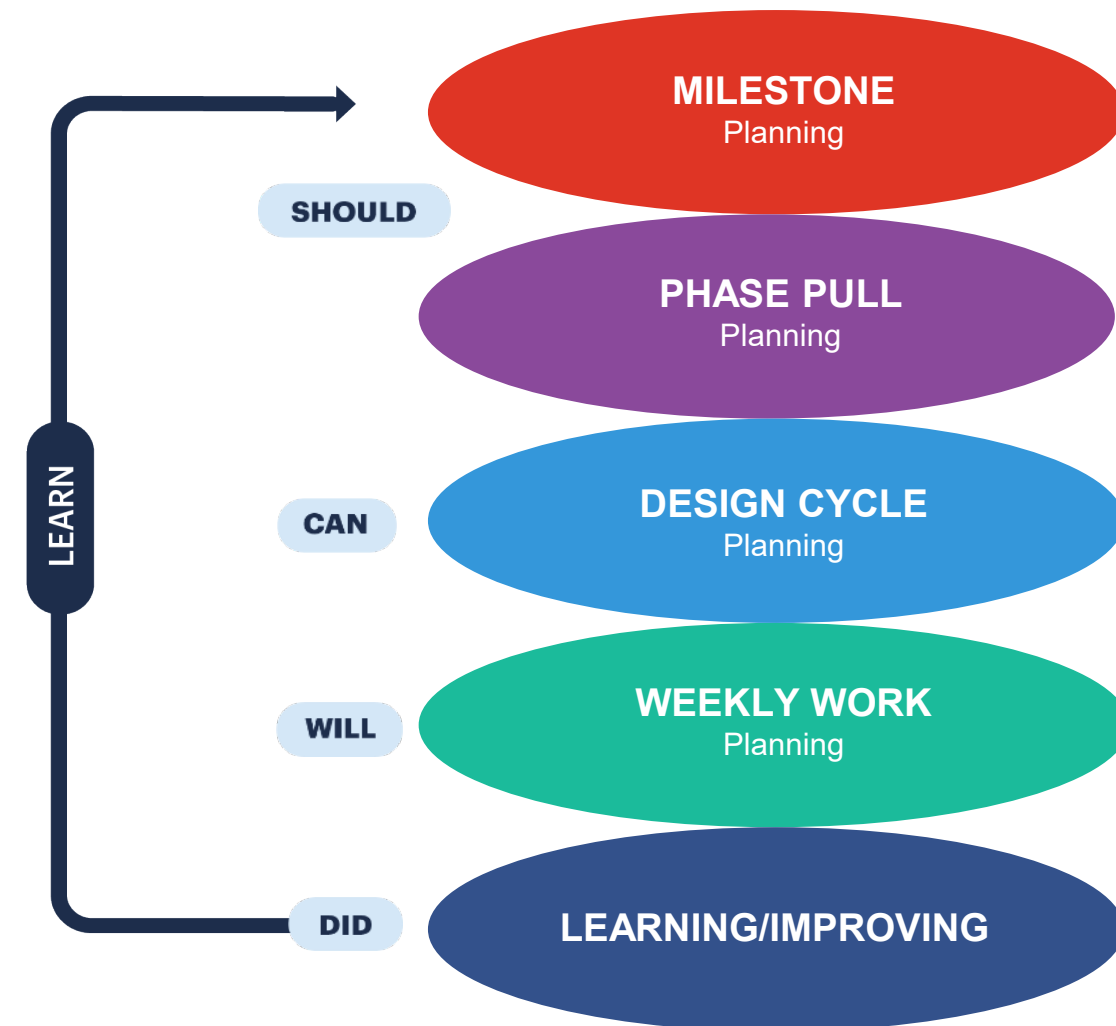 MILESTONE
Planning
SHOULD
PHASE PULL
Planning
LEARN
CAN
DESIGN CYCLE
Planning
WILL
WEEKLY WORK
Planning
DID
LEARNING/IMPROVING